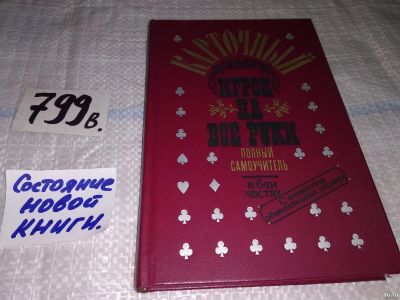 799в.
Состояние
новой
книги.
КАРТОЧНЫЙ
ИГРОК
НА
ВСЕ РУКИ
ПОЛНЫЙ
САМОУЧИТЕЛЬ
в 6-ти
частях